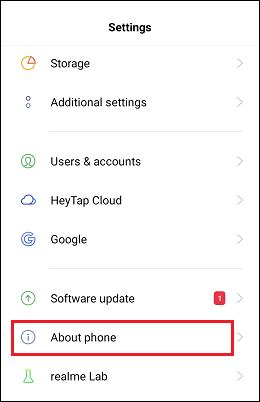 Settings
Storage
Additional settings
Users & accounts
HeyTap Cloud
Google
Software update 1
About phone
realme Lab